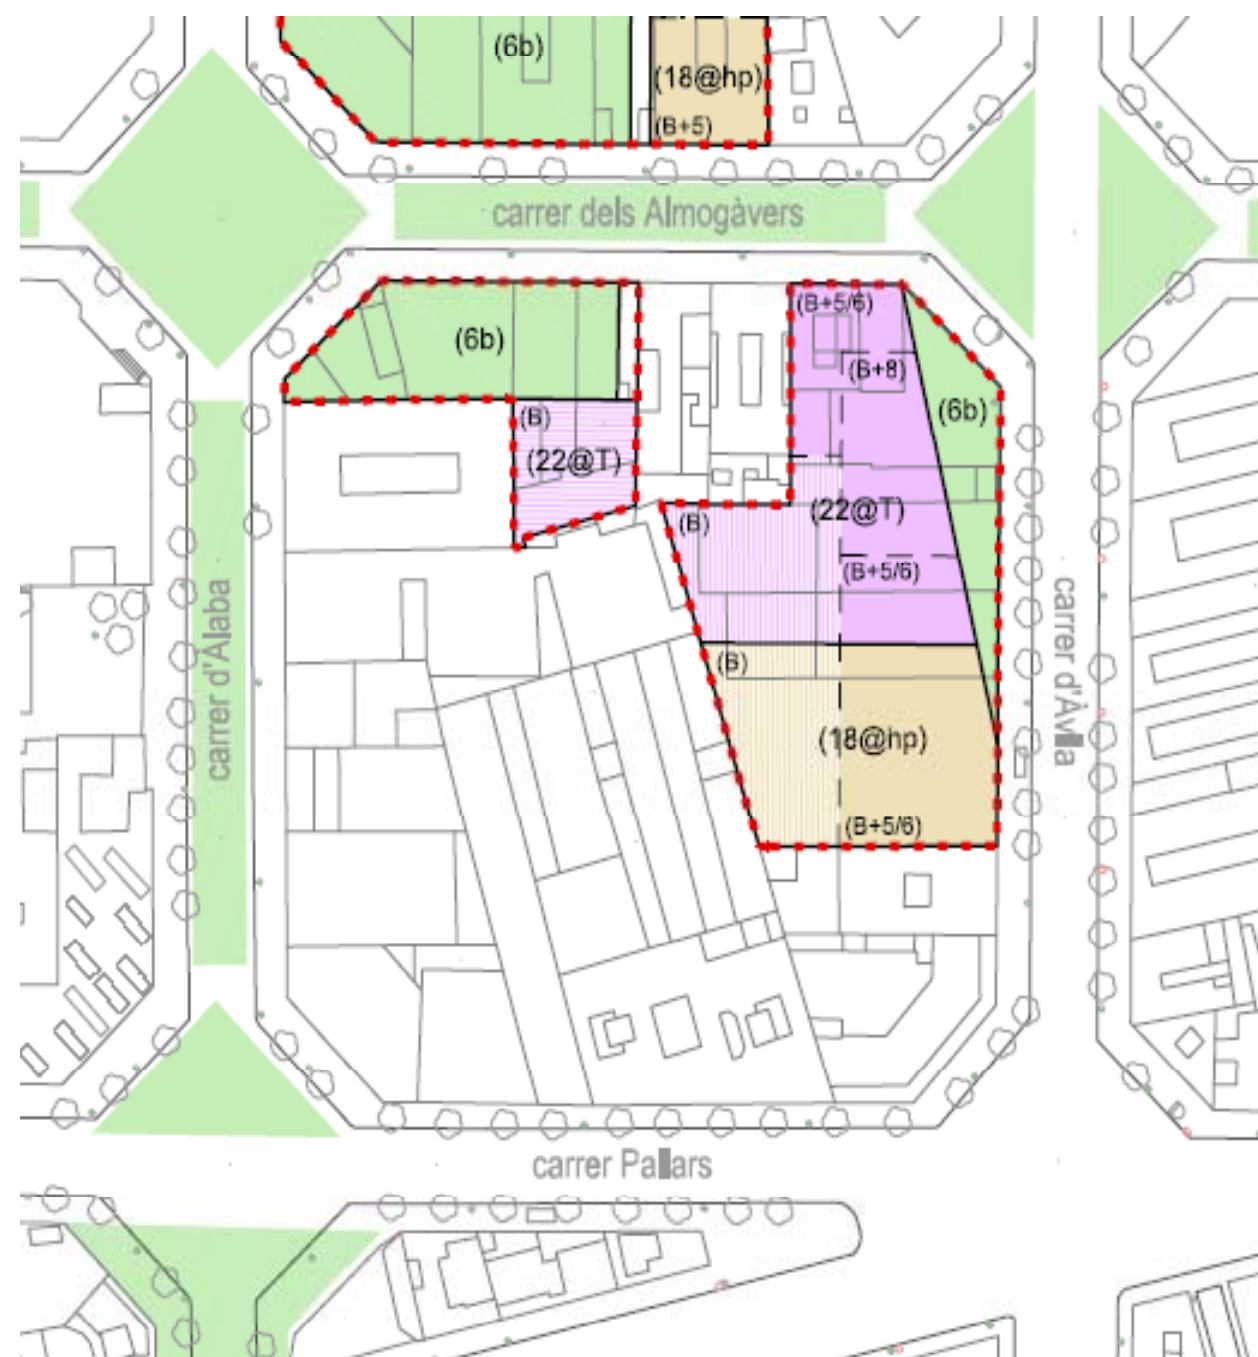 (6b)
(18@hp)
(B+5)
carrer dels Almogàvers
(B+5/6)
(6b)
(B+8)
(6b)
(B)
(22@T)
(22@T)
(B)
(B+5/6)
carrer d'Àlaba
carrer d'Àvila
(B)
(18@hp)
(B+5/6)
carrer Pallars